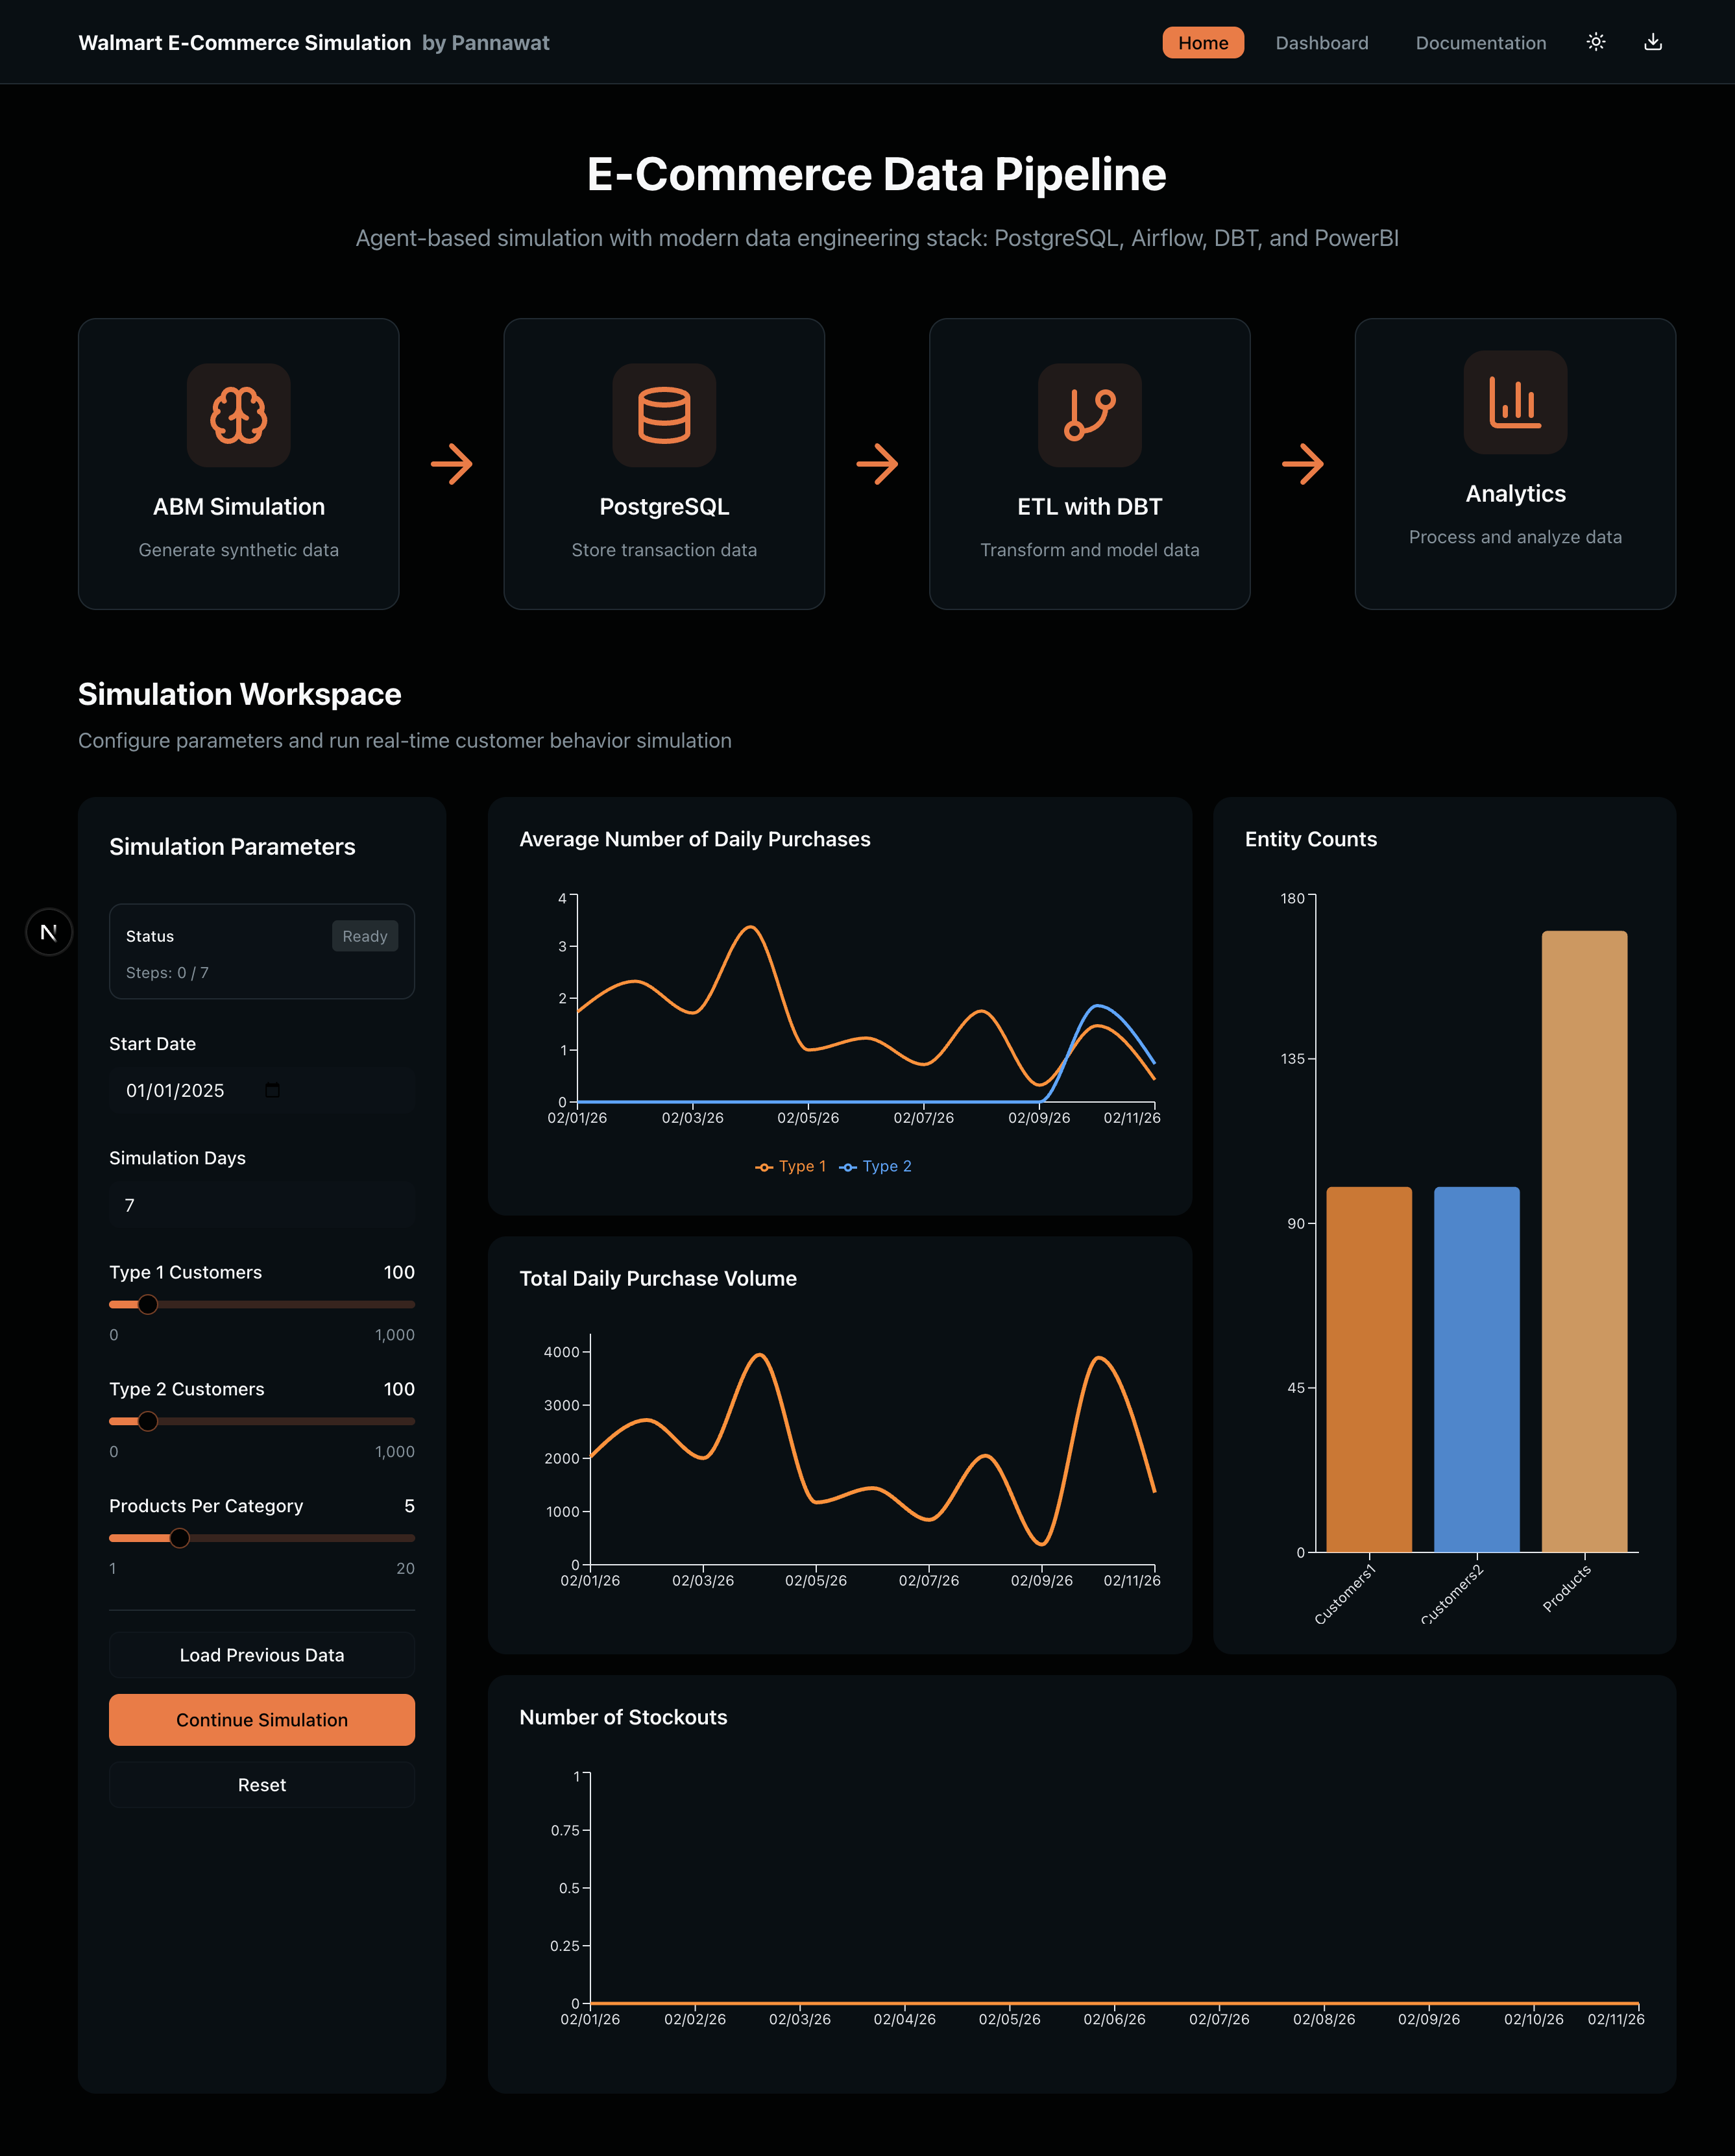 Walmart E-Commerce Simulation by Pannawat
Home
Dashboard
Documentation
E-Commerce Data Pipeline
Agent-based simulation with modern data engineering stack: PostgreSQL, Airflow, DBT, and PowerBI
ABM Simulation
Generate synthetic data
PostgreSQL
Store transaction data
ETL with DBT
Transform and model data
Analytics
Process and analyze data
Simulation Workspace
Configure parameters and run real-time customer behavior simulation
Simulation Parameters
Status
Ready
Steps: 0 / 7
Start Date
01/01/2025
Simulation Days
7
Type 1 Customers
100
0
1,000
Type 2 Customers
100
0
1,000
Products Per Category
5
1
20
Load Previous Data
Continue Simulation
Reset
N
Average Number of Daily Purchases
4
3
2
1
0
02/01/26
02/03/26
02/05/26
02/07/26
02/09/26
02/11/26
Type 1
Type 2
Total Daily Purchase Volume
4000
3000
2000
1000
0
02/01/26
02/03/26
02/05/26
02/07/26
02/09/26
02/11/26
Entity Counts
180
135
90
45
0
Customers1
Customers2
Products
Number of Stockouts
1
0.75
0.5
0.25
0
02/01/26
02/02/26
02/03/26
02/04/26
02/05/26
02/06/26
02/07/26
02/08/26
02/09/26
02/10/26
02/11/26